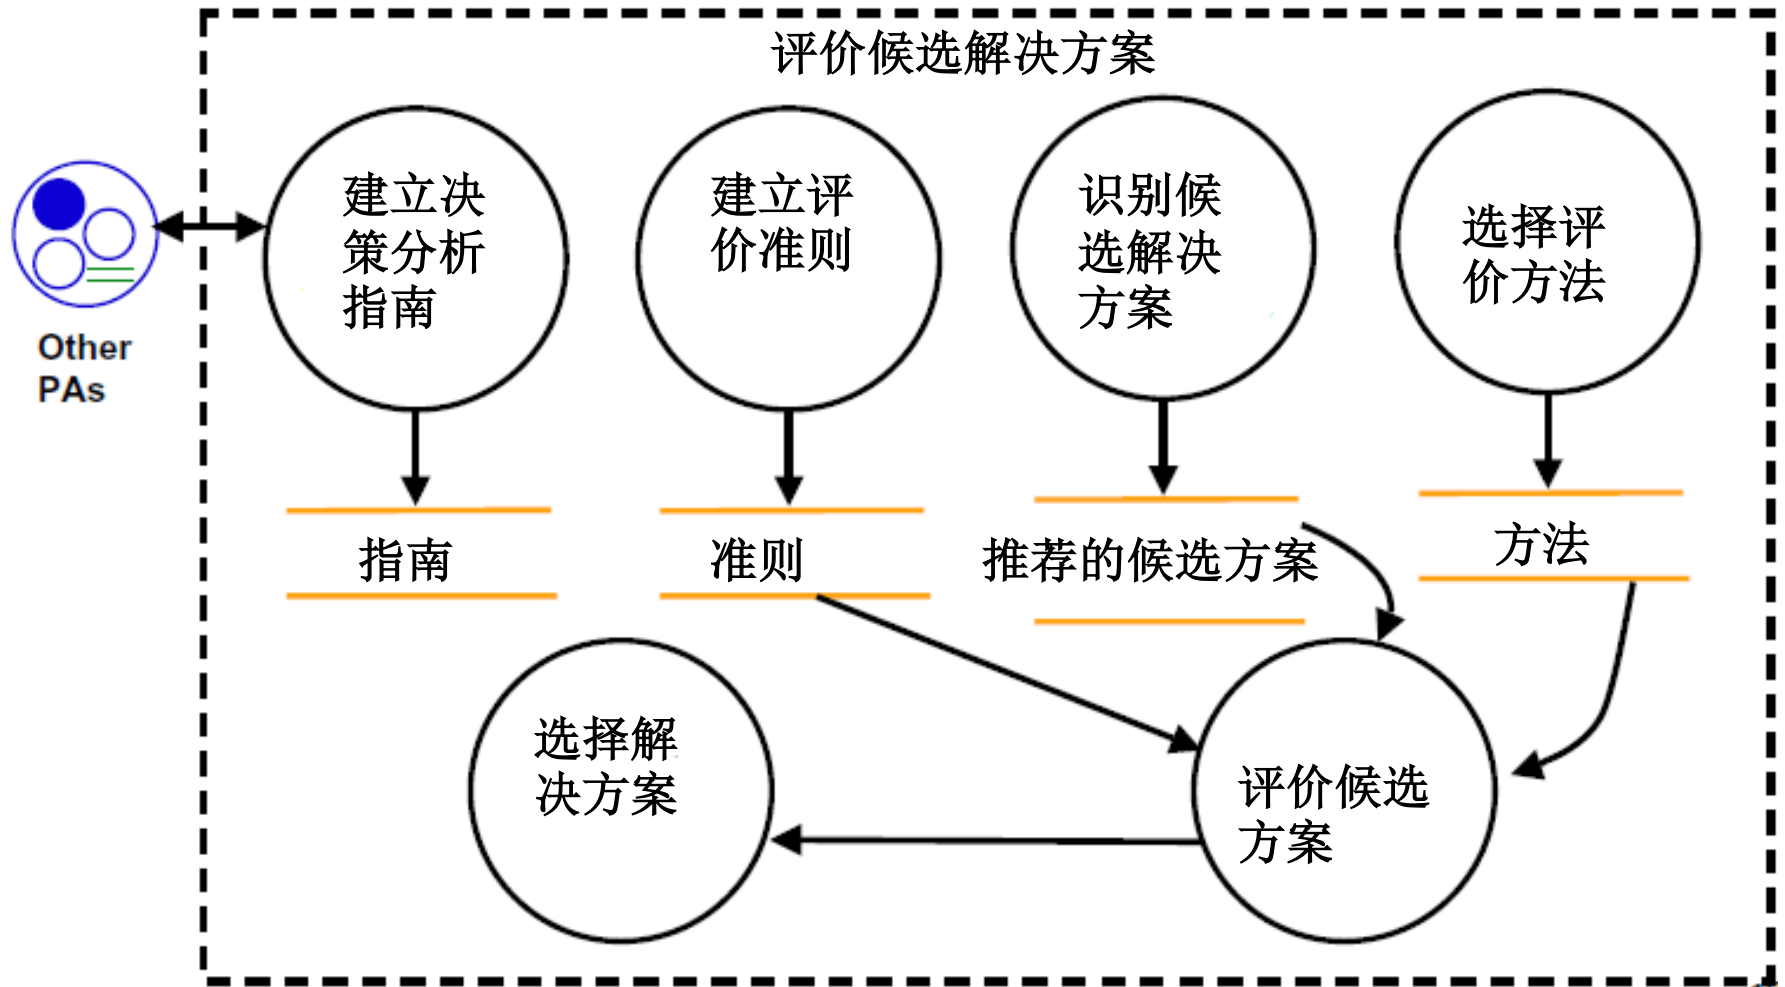 评价候选解决方案
建立决
策分析
指南
建立评
价准则
识别候
选解决
方案
选择评
价方法
Other
PAs
指南
准则
推荐的候选方案
方法
选择解
决方案
评价候选
方案